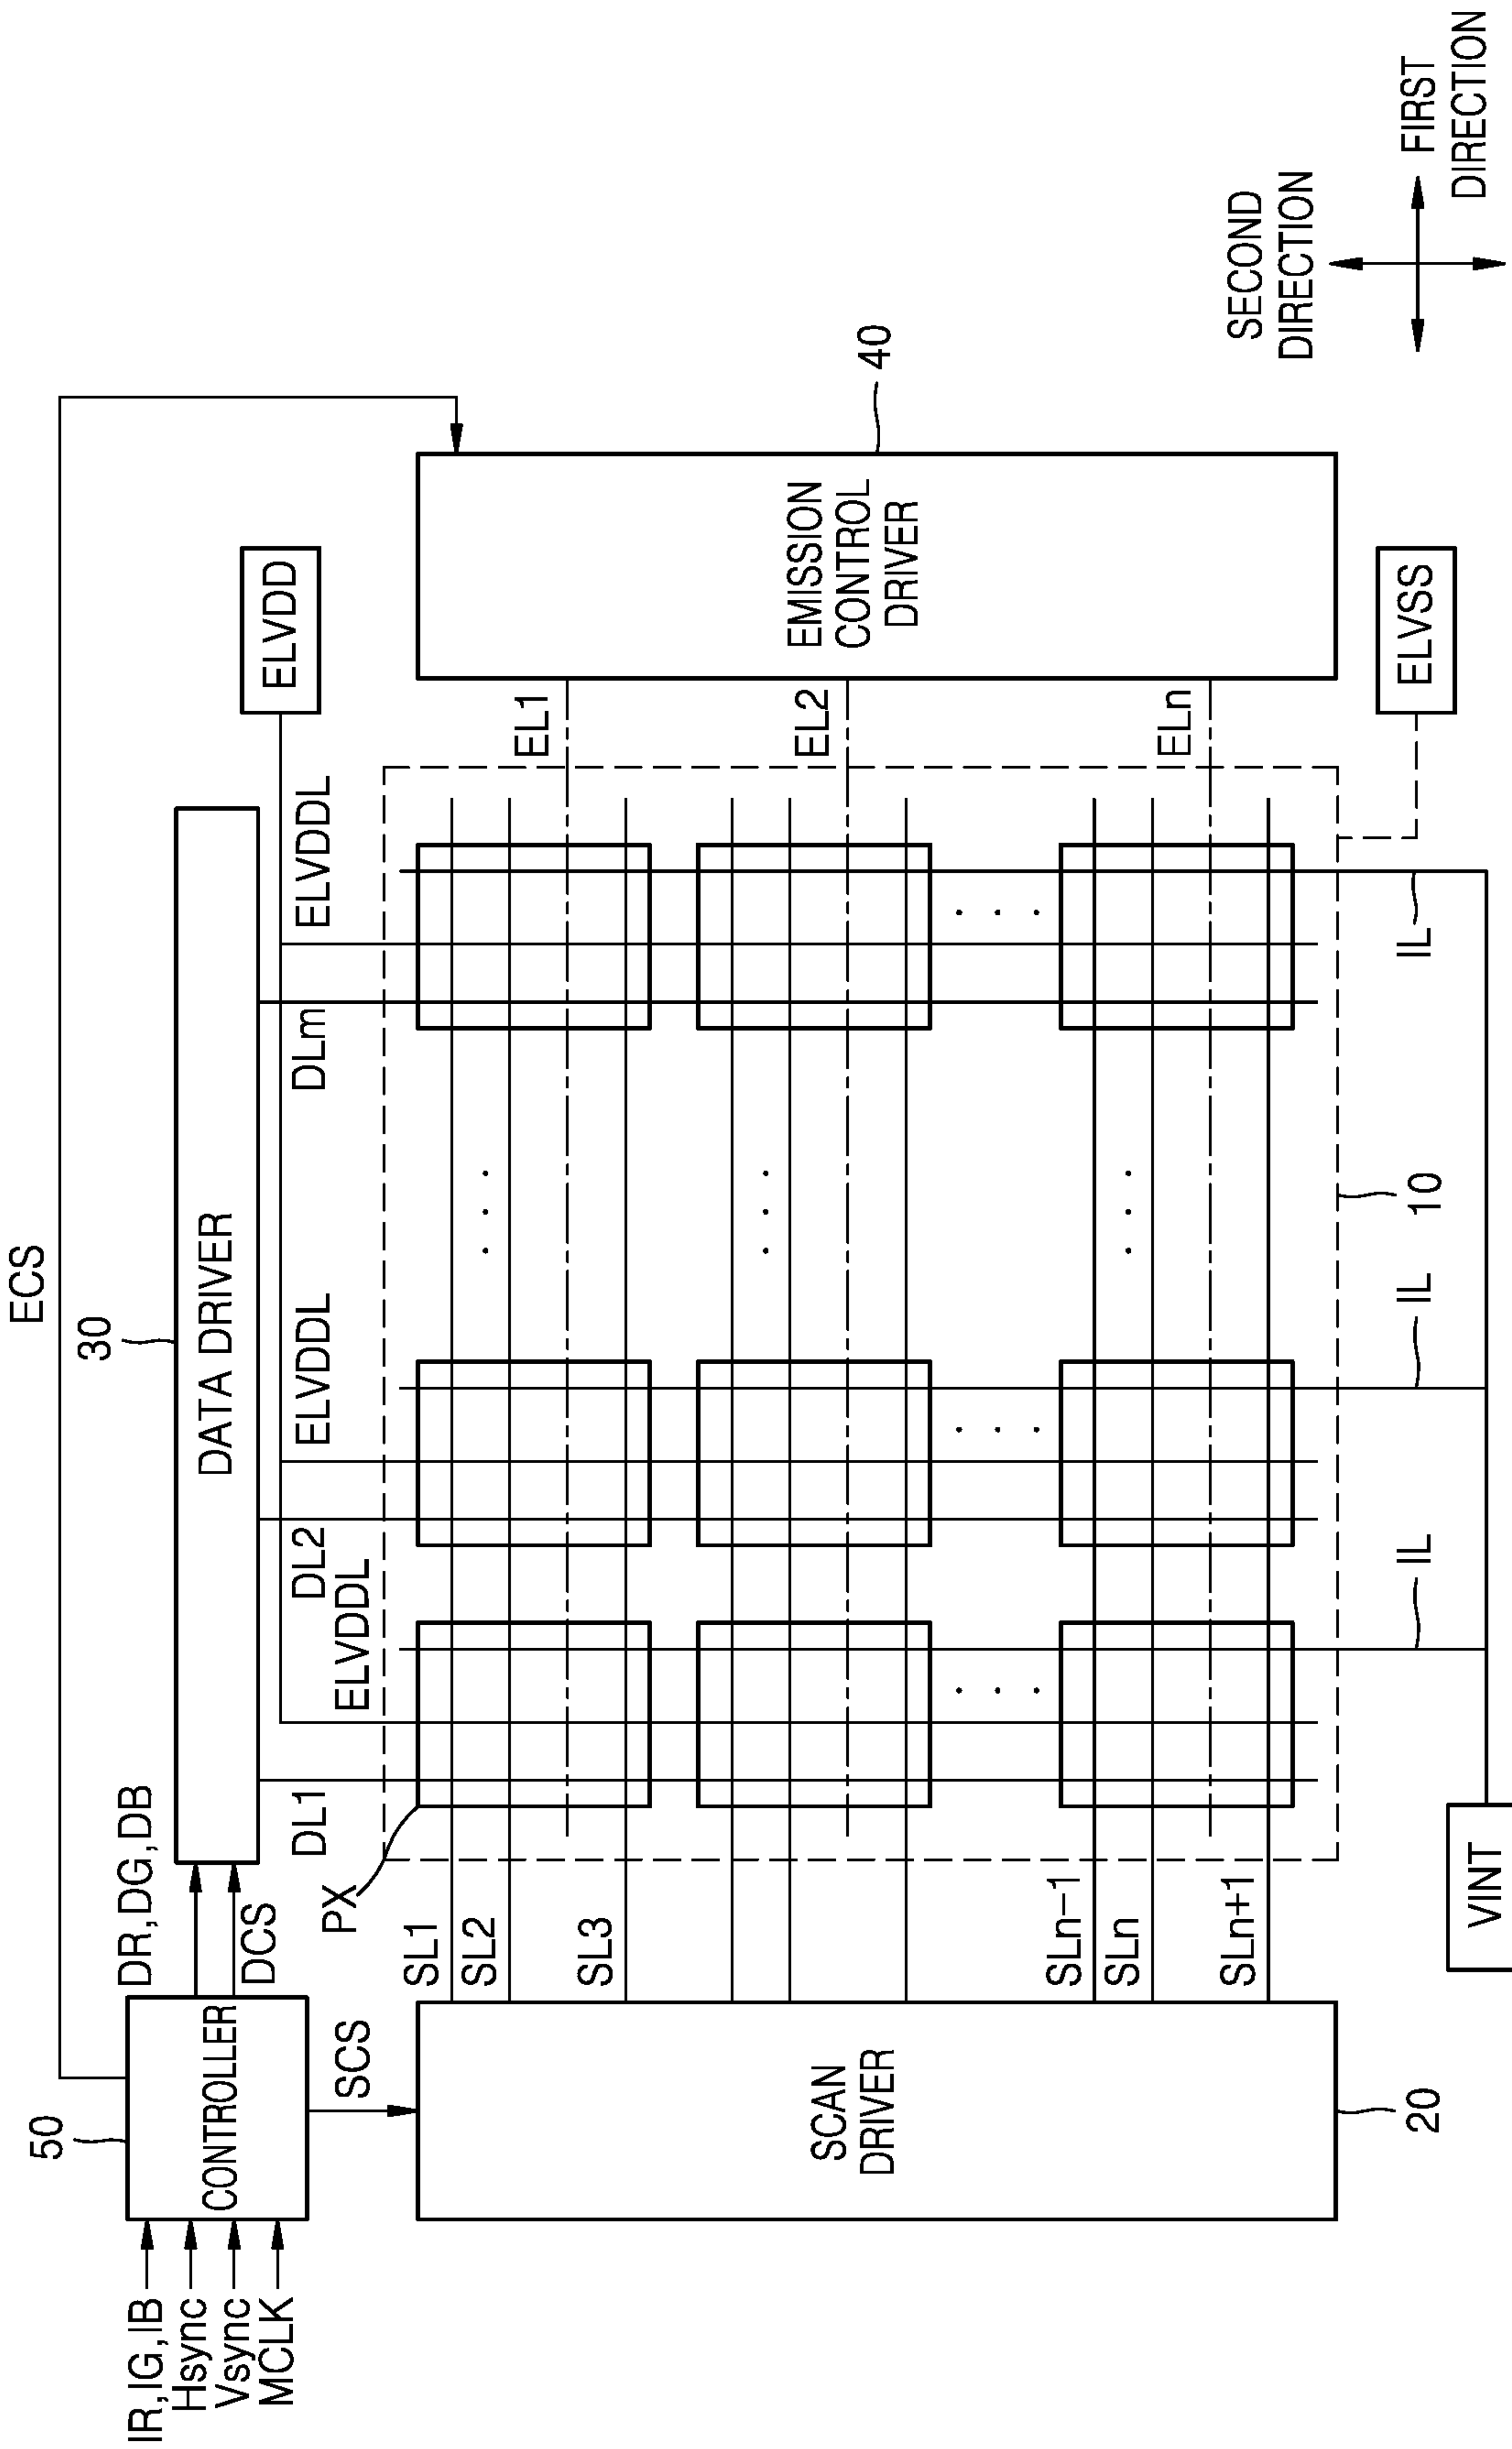 ECS
50
30
IR,IG,IB
Hsync
Vsync
MCLK
CONTROLLER
DR,DG,DB
DCS
DATA DRIVER
ELVDD
SCS
PX
DL1
ELVDDL
DL2
ELVDDL
DLm
ELVDDL
SL1
SL2
SL3
SLn-1
SLn
SLn+1
EL1
EL2
ELn
SCAN
DRIVER
20
EMISSION
CONTROL
DRIVER
40
VINT
IL
IL
10
IL
ELVSS
SECOND
DIRECTION
FIRST
DIRECTION